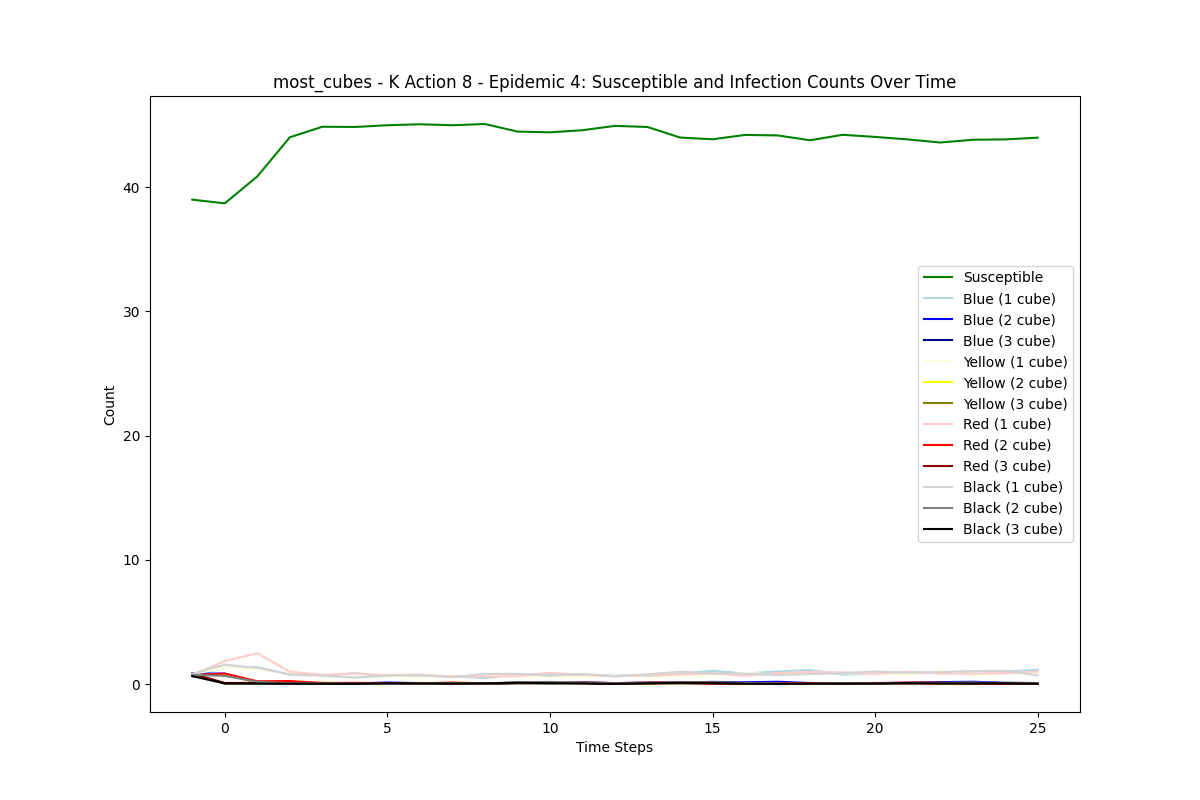 most_cubes - K Action 8 - Epidemic 4: Susceptible and Infection Counts Over Time
Count
40
30
20
10
0
Susceptible
Blue (1 cube)
Blue (2 cube)
Blue (3 cube)
Yellow (1 cube)
Yellow (2 cube)
Yellow (3 cube)
Red (1 cube)
Red (2 cube)
Red (3 cube)
Black (1 cube)
Black (2 cube)
Black (3 cube)
0 5 10 15 20 25
Time Steps